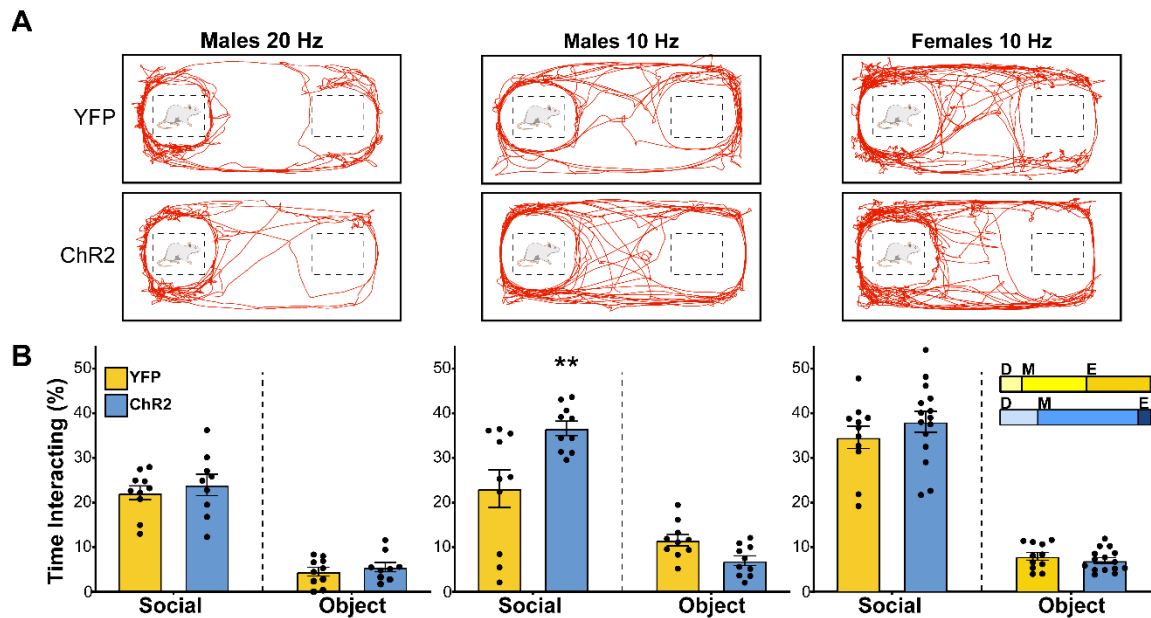 A
Males 20 Hz
Males 10 Hz
Females 10 Hz
YFP
ChR2
B
Time Interacting (%)
50
40
30
20
10
0
YFP
ChR2
Social
Object
50
40
30
20
10
0
**
Social
Object
50
40
30
20
10
0
D M E
D M E
Social
Object